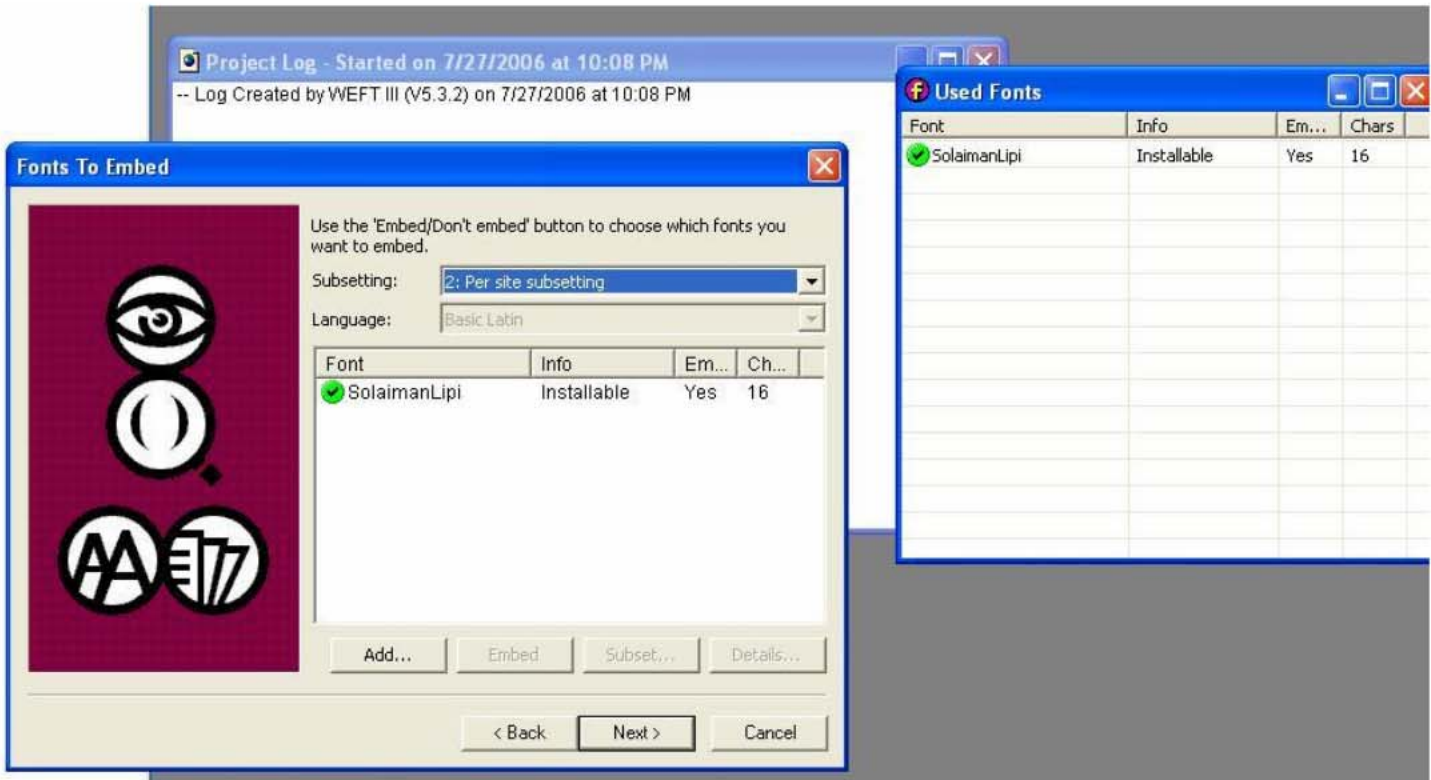 Project Log - Started on 7/27/2006 at 10:08 PM
-- Log Created by WEFT III (V5.3.2) on 7/27/2006 at 10:08 PM
Used Fonts
Font Info Em... Chars
SolaimanLipi Installable Yes 16
Fonts To Embed
Use the 'Embed/Don't embed' button to choose which fonts you
want to embed.
Subsetting: 2: Per site subsetting
Language: Basic Latin
Font Info Em... Ch...
SolaimanLipi Installable Yes 16
Add... Embed Subset... Details...
< Back Next > Cancel